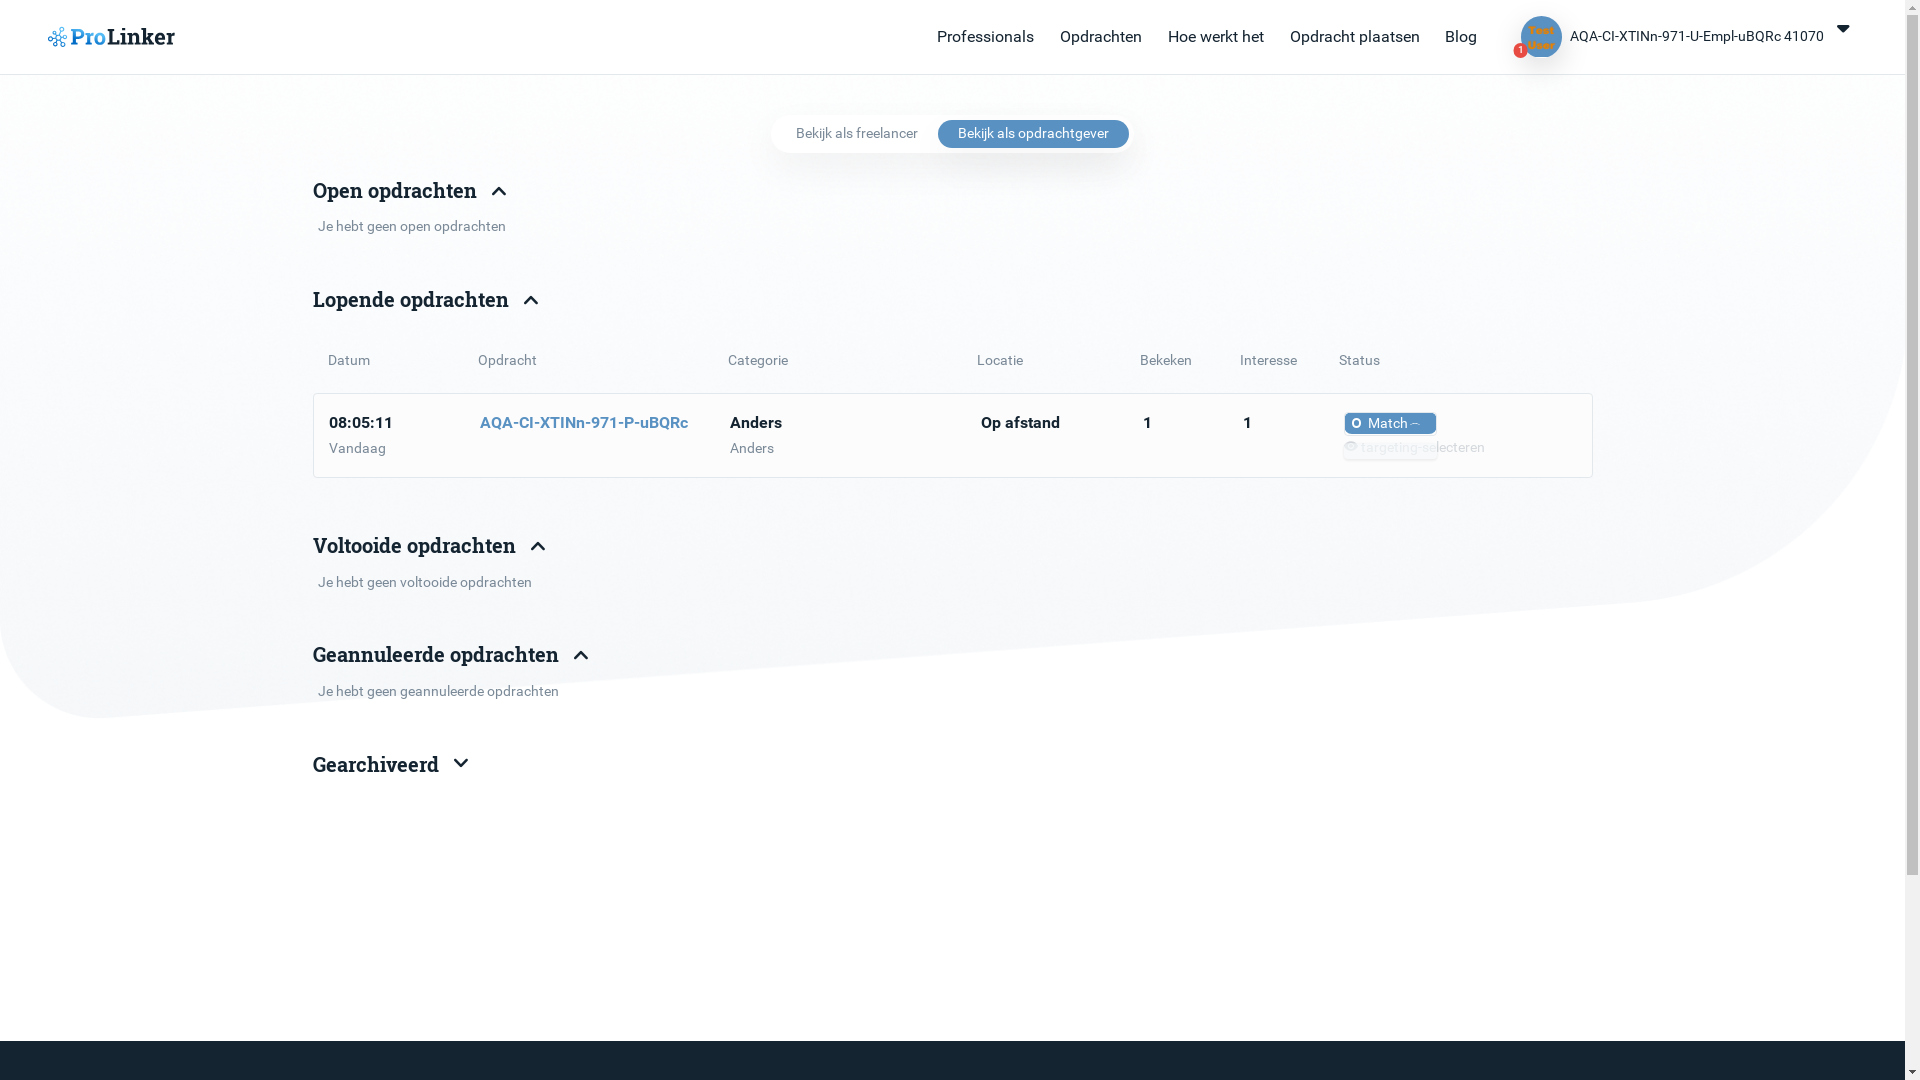 ProLinker
Professionals
Opdrachten
Hoe werkt het
Opdracht plaatsen
Blog
Test
User
1
AQA-CI-XTINn-971-U-Empl-uBQRc 41070
Bekijk als freelancer
Bekijk als opdrachtgever
Open opdrachten
Je hebt geen open opdrachten
Lopende opdrachten
Datum
Opdracht
Categorie
Locatie
Bekeken
Interesse
Status
08:05:11
Vandaag
AQA-CI-XTINn-971-P-uBQRc
Anders
Anders
Op afstand
1
1
Match
targeting-selecteren
Voltooide opdrachten
Je hebt geen voltooide opdrachten
Geannuleerde opdrachten
Je hebt geen geannuleerde opdrachten
Gearchiveerd